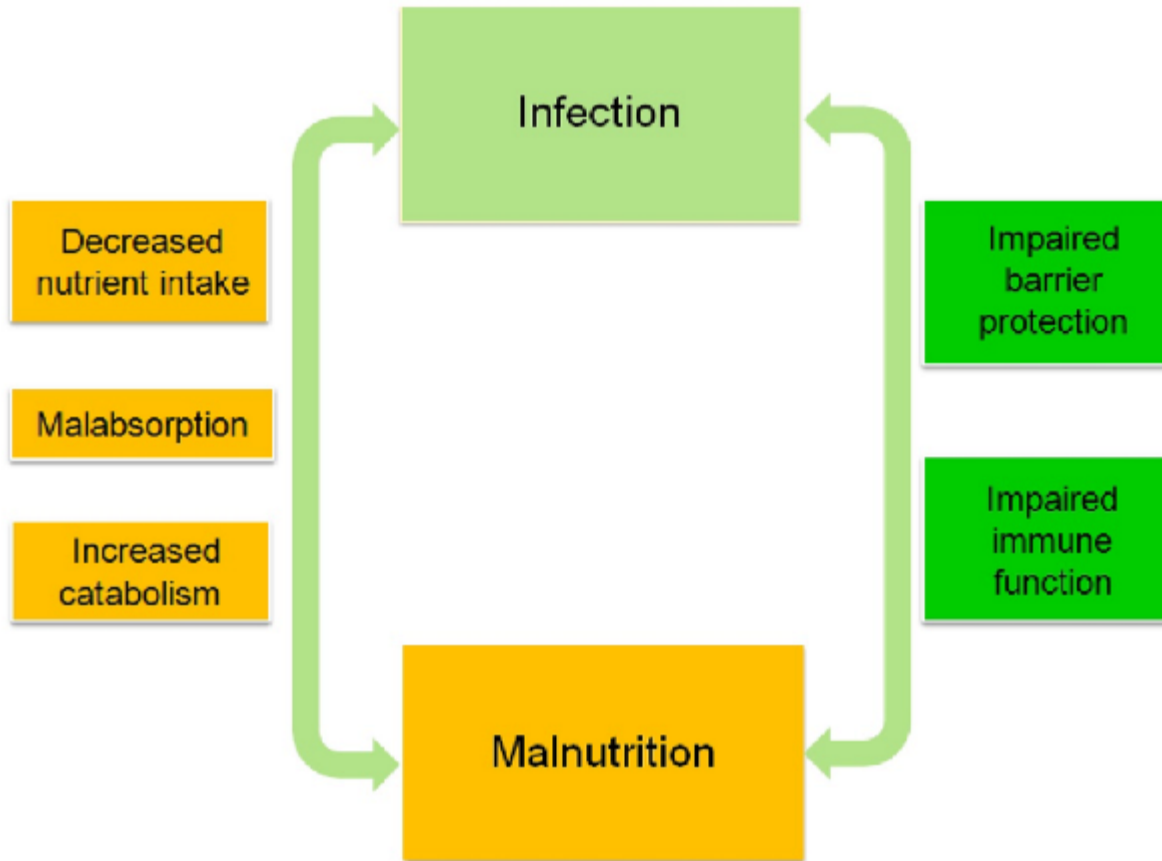 Infection
Decreased
nutrient intake
Malabsorption
Increased
catabolism
Impaired
barrier
protection
Impaired
immune
function
Malnutrition